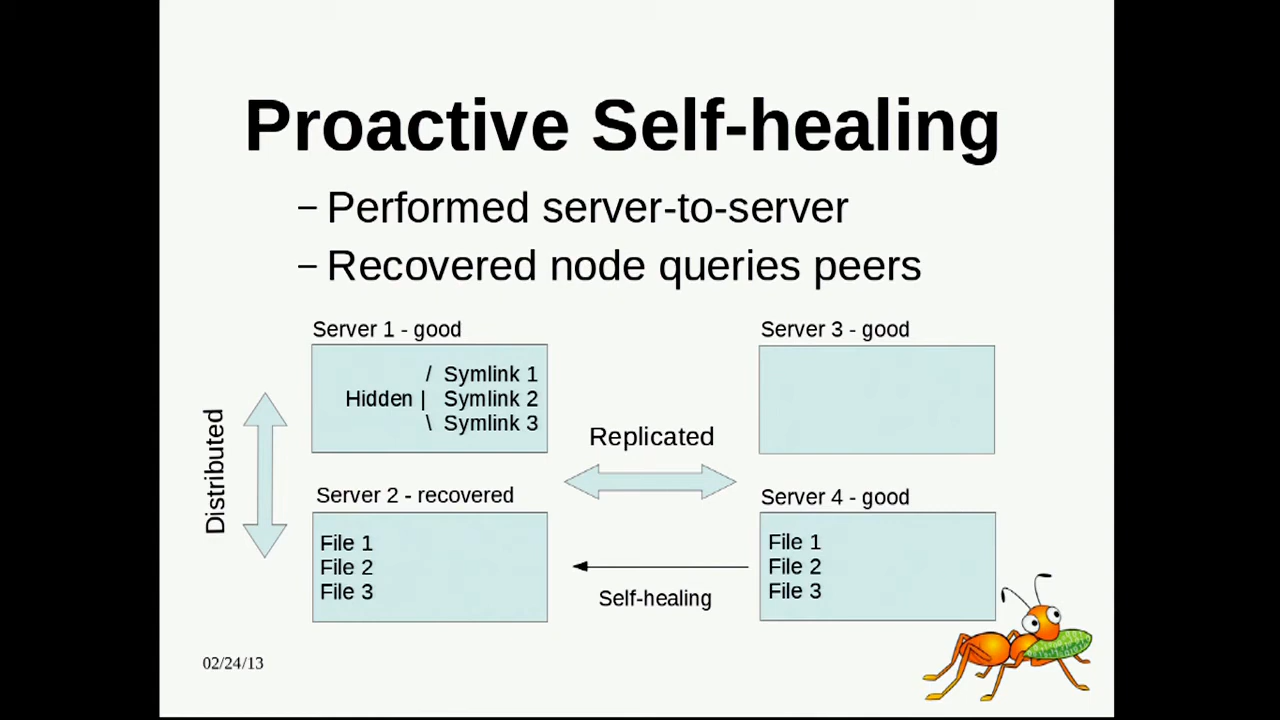 Proactive Self-healing
– Performed server-to-server
– Recovered node queries peers
Server 1 - good
/ Symlink 1
Hidden | Symlink 2
\ Symlink 3
Server 3 - good
Distributed
Replicated
Server 2 - recovered
File 1
File 2
File 3
Self-healing
Server 4 - good
File 1
File 2
File 3
02/24/13